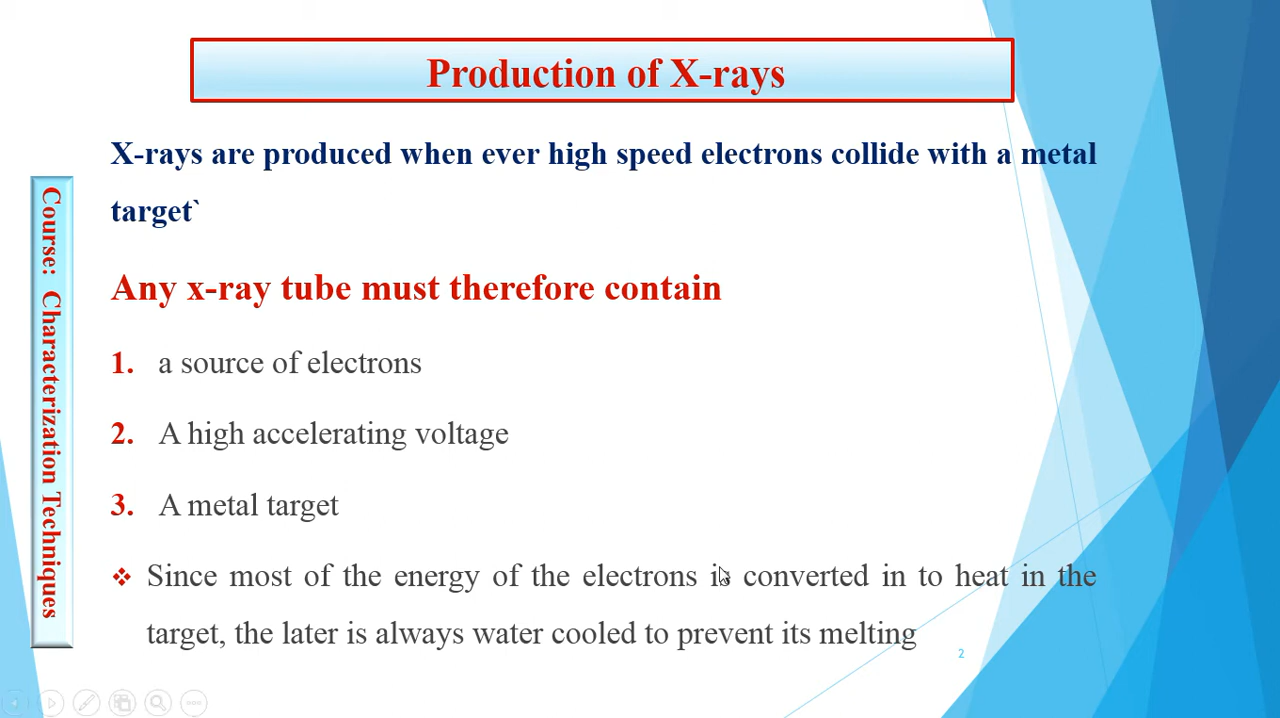 Production of X-rays
X-rays are produced when ever high speed electrons collide with a metal
target`
Course: Characterization Techniques
Any x-ray tube must therefore contain
1. a source of electrons
2. A high accelerating voltage
3. A metal target
❖ Since most of the energy of the electrons is converted in to heat in the
target, the later is always water cooled to prevent its melting
2